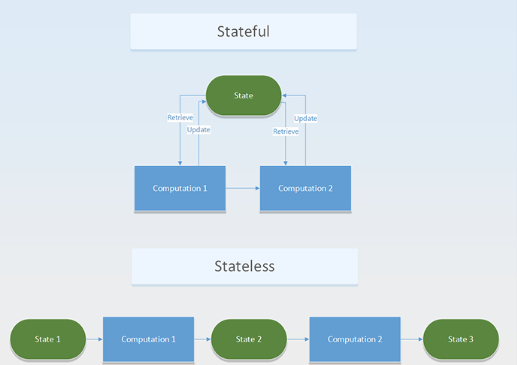 Stateful
State
Retrieve
Update
Update
Retrieve
Computation 1
Computation 2
Stateless
State 1
Computation 1
State 2
Computation 2
State 3